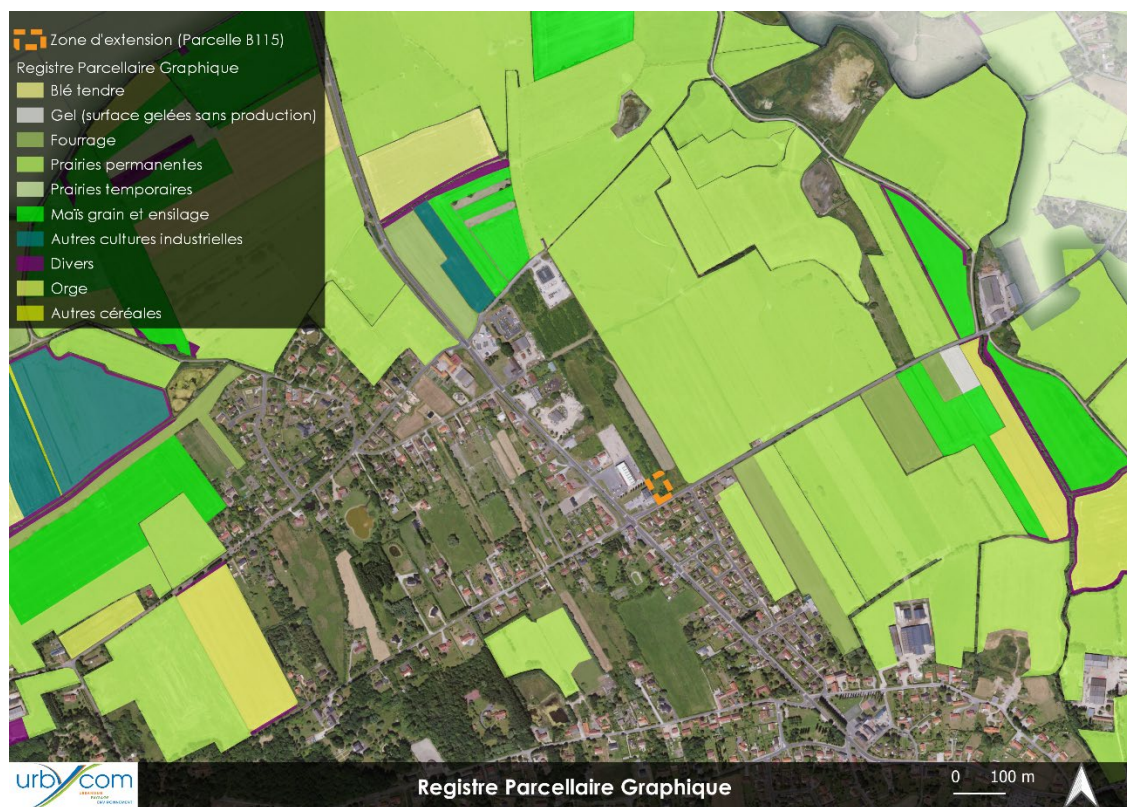 Zone d'extension (Parcelle B115)
Registre Parcellaire Graphique
Blé tendre
Gel (surface gelées sans production)
Fourrage
Prairies permanentes
Prairies temporaires
Maïs grain et ensilage
Autres cultures industrielles
Divers
Orge
Autres céréales
urbycom
Registre Parcellaire Graphique
0 100 m